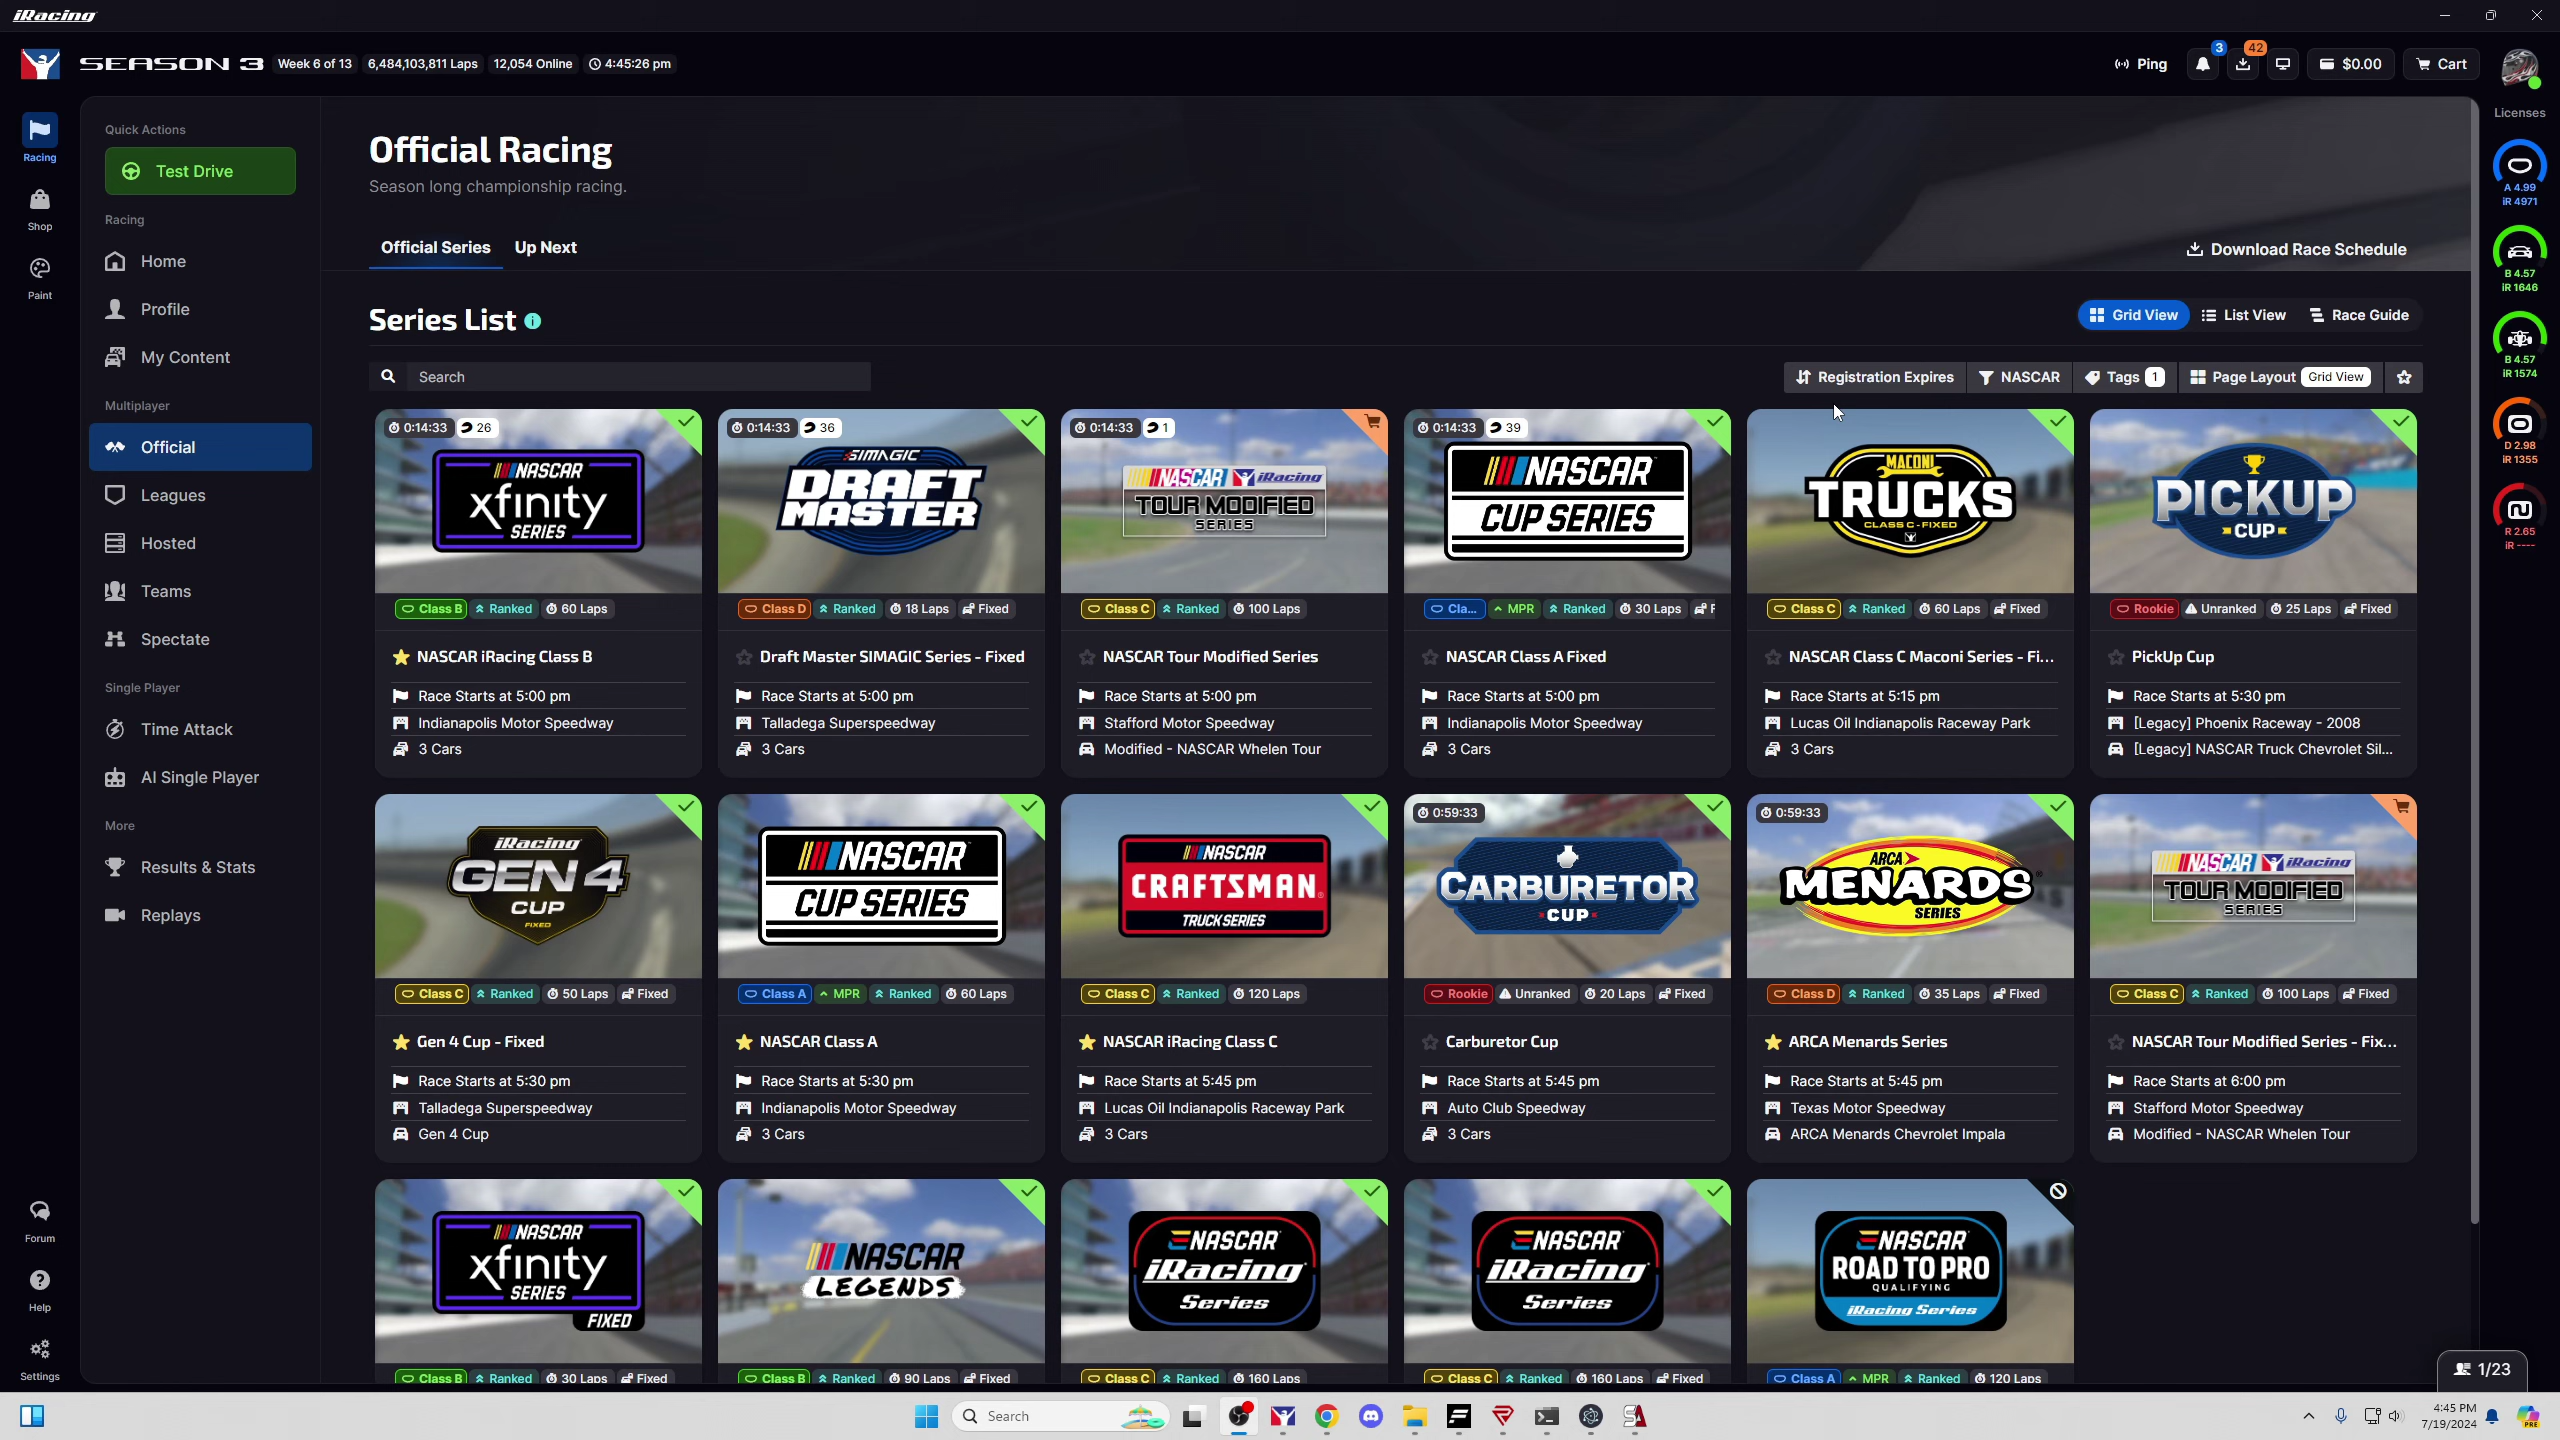 iRacing
SEASON 3
Week 6 of 13
6,484,103,811 Laps
12,054 Online
4:45:26 pm
Ping
3
42
$0.00
Cart
Racing
Shop
Paint
Forum
Help
Settings
Quick Actions
Test Drive
Racing
Home
Profile
My Content
Multiplayer
Official
Leagues
Hosted
Teams
Spectate
Single Player
Time Attack
AI Single Player
More
Results & Stats
Replays
Licenses
A 4.99
iR 4971
B 4.57
iR 1646
B 4.57
iR 1574
D 2.98
iR 1355
R 2.65
iR ----
Official Racing
Season long championship racing.
Official Series
Up Next
Download Race Schedule
Series List
Grid View
List View
Race Guide
Search
Registration Expires
NASCAR
Tags 1
Page Layout Grid View
0:14:33 26
NASCAR
xfinity
SERIES
Class B Ranked 60 Laps
NASCAR iRacing Class B
Race Starts at 5:00 pm
Indianapolis Motor Speedway
3 Cars
0:14:33 36
SIMAGIC
DRAFT
MASTER
Class D Ranked 18 Laps Fixed
Draft Master SIMAGIC Series - Fixed
Race Starts at 5:00 pm
Talladega Superspeedway
3 Cars
0:14:33 1
NASCAR iRacing
TOUR MODIFIED
SERIES
Class C Ranked 100 Laps
NASCAR Tour Modified Series
Race Starts at 5:00 pm
Stafford Motor Speedway
Modified - NASCAR Whelen Tour
0:14:33 39
NASCAR
CUP SERIES
Cla... MPR Ranked 30 Laps F
NASCAR Class A Fixed
Race Starts at 5:00 pm
Indianapolis Motor Speedway
3 Cars
MACONI
TRUCKS
CLASS C - FIXED
Class C Ranked 60 Laps Fixed
NASCAR Class C Maconi Series - Fi...
Race Starts at 5:15 pm
Lucas Oil Indianapolis Raceway Park
3 Cars
PICKUP
CUP
Rookie Unranked 25 Laps Fixed
PickUp Cup
Race Starts at 5:30 pm
[Legacy] Phoenix Raceway - 2008
[Legacy] NASCAR Truck Chevrolet Sil...
iRacing
GEN 4
CUP
FIXED
Class C Ranked 50 Laps Fixed
Gen 4 Cup - Fixed
Race Starts at 5:30 pm
Talladega Superspeedway
Gen 4 Cup
NASCAR
CUP SERIES
Class A MPR Ranked 60 Laps
NASCAR Class A
Race Starts at 5:30 pm
Indianapolis Motor Speedway
3 Cars
NASCAR
CRAFTSMAN
TRUCK SERIES
Class C Ranked 120 Laps
NASCAR iRacing Class C
Race Starts at 5:45 pm
Lucas Oil Indianapolis Raceway Park
3 Cars
0:59:33
CARBURETOR
CUP
Rookie Unranked 20 Laps Fixed
Carburetor Cup
Race Starts at 5:45 pm
Auto Club Speedway
3 Cars
0:59:33
ARCA
MENARDS
SERIES
Class D Ranked 35 Laps Fixed
ARCA Menards Series
Race Starts at 5:45 pm
Texas Motor Speedway
ARCA Menards Chevrolet Impala
NASCAR iRacing
TOUR MODIFIED
SERIES
Class C Ranked 100 Laps Fixed
NASCAR Tour Modified Series - Fix...
Race Starts at 6:00 pm
Stafford Motor Speedway
Modified - NASCAR Whelen Tour
NASCAR
xfinity
SERIES
FIXED
Class B Ranked 30 Laps Fixed
NASCAR
LEGENDS
Class B Ranked 90 Laps Fixed
ENASCAR
iRacing
Series
Class C Ranked 160 Laps
ENASCAR
iRacing
Series
Class C Ranked 160 Laps Fixed
ENASCAR
ROAD TO PRO
QUALIFYING
iRacing Series
Class A MPR Ranked 120 Laps
1/23
Search
4:45 PM
7/19/2024
PRE